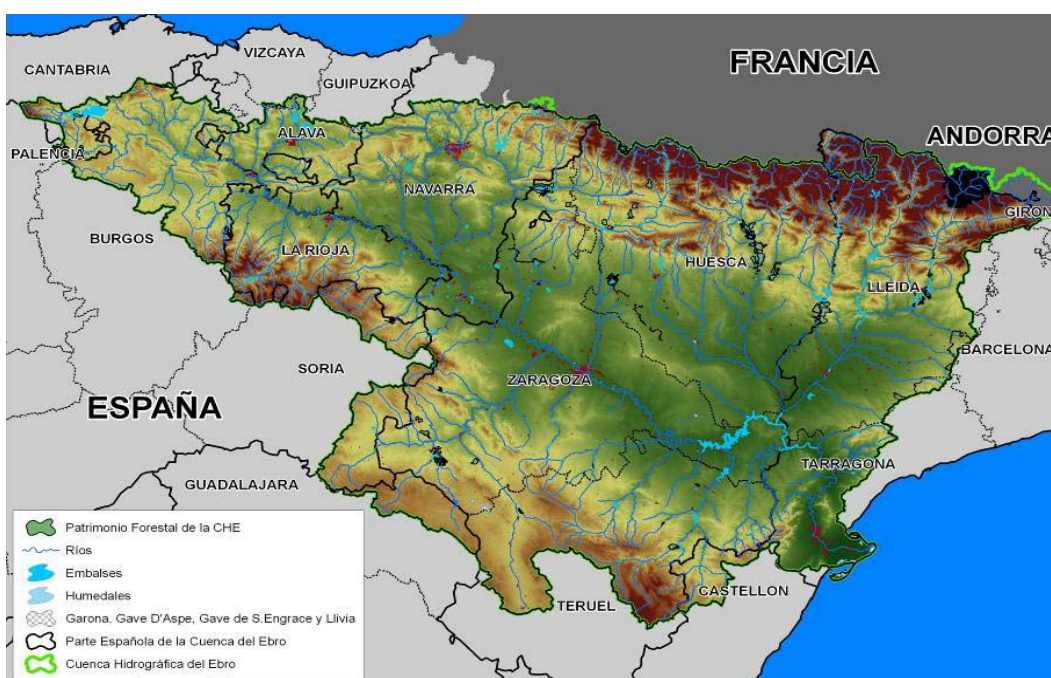 VIZCAYA
CANTABRIA
GUIPUZKOA
FRANCIA
ALAVA
ANDORRA
PALENCIA
NAVARRA
GIRON
BURGOS
LA RIOJA
HUESCA
LLEIDA
BARCELONA
SORIA
ZARAGOZA
ESPAÑA
TARRAGONA
GUADALAJARA
CASTELLON
TERUEL
Patrimonio Forestal de la CHE
Ríos
Embalses
Humedales
Garona, Gave D'Aspe, Gave de S.Engrace y Llivia
Parte Española de la Cuenca del Ebro
Cuenca Hidrográfica del Ebro